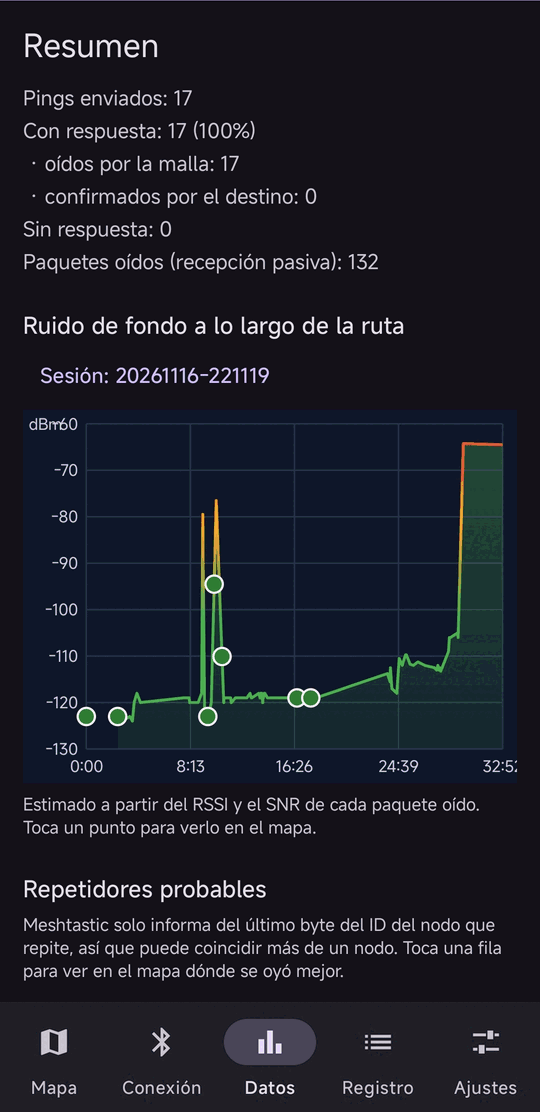 Resumen
Pings enviados: 17
Con respuesta: 17 (100%)
· oídos por la malla: 17
· confirmados por el destino: 0
Sin respuesta: 0
Paquetes oídos (recepción pasiva): 132
Ruido de fondo a lo largo de la ruta
Sesión: 20261116-221119
dBm
-60
-70
-80
-90
-100
-110
-120
-130
0:00 8:13 16:26 24:39 32:52
Estimado a partir del RSSI y el SNR de cada paquete oído.
Toca un punto para verlo en el mapa.
Repetidores probables
Meshtastic solo informa del último byte del ID del nodo que
repite, así que puede coincidir más de un nodo. Toca una fila
para ver en el mapa dónde se oyó mejor.
Mapa Conexión Datos Registro Ajustes